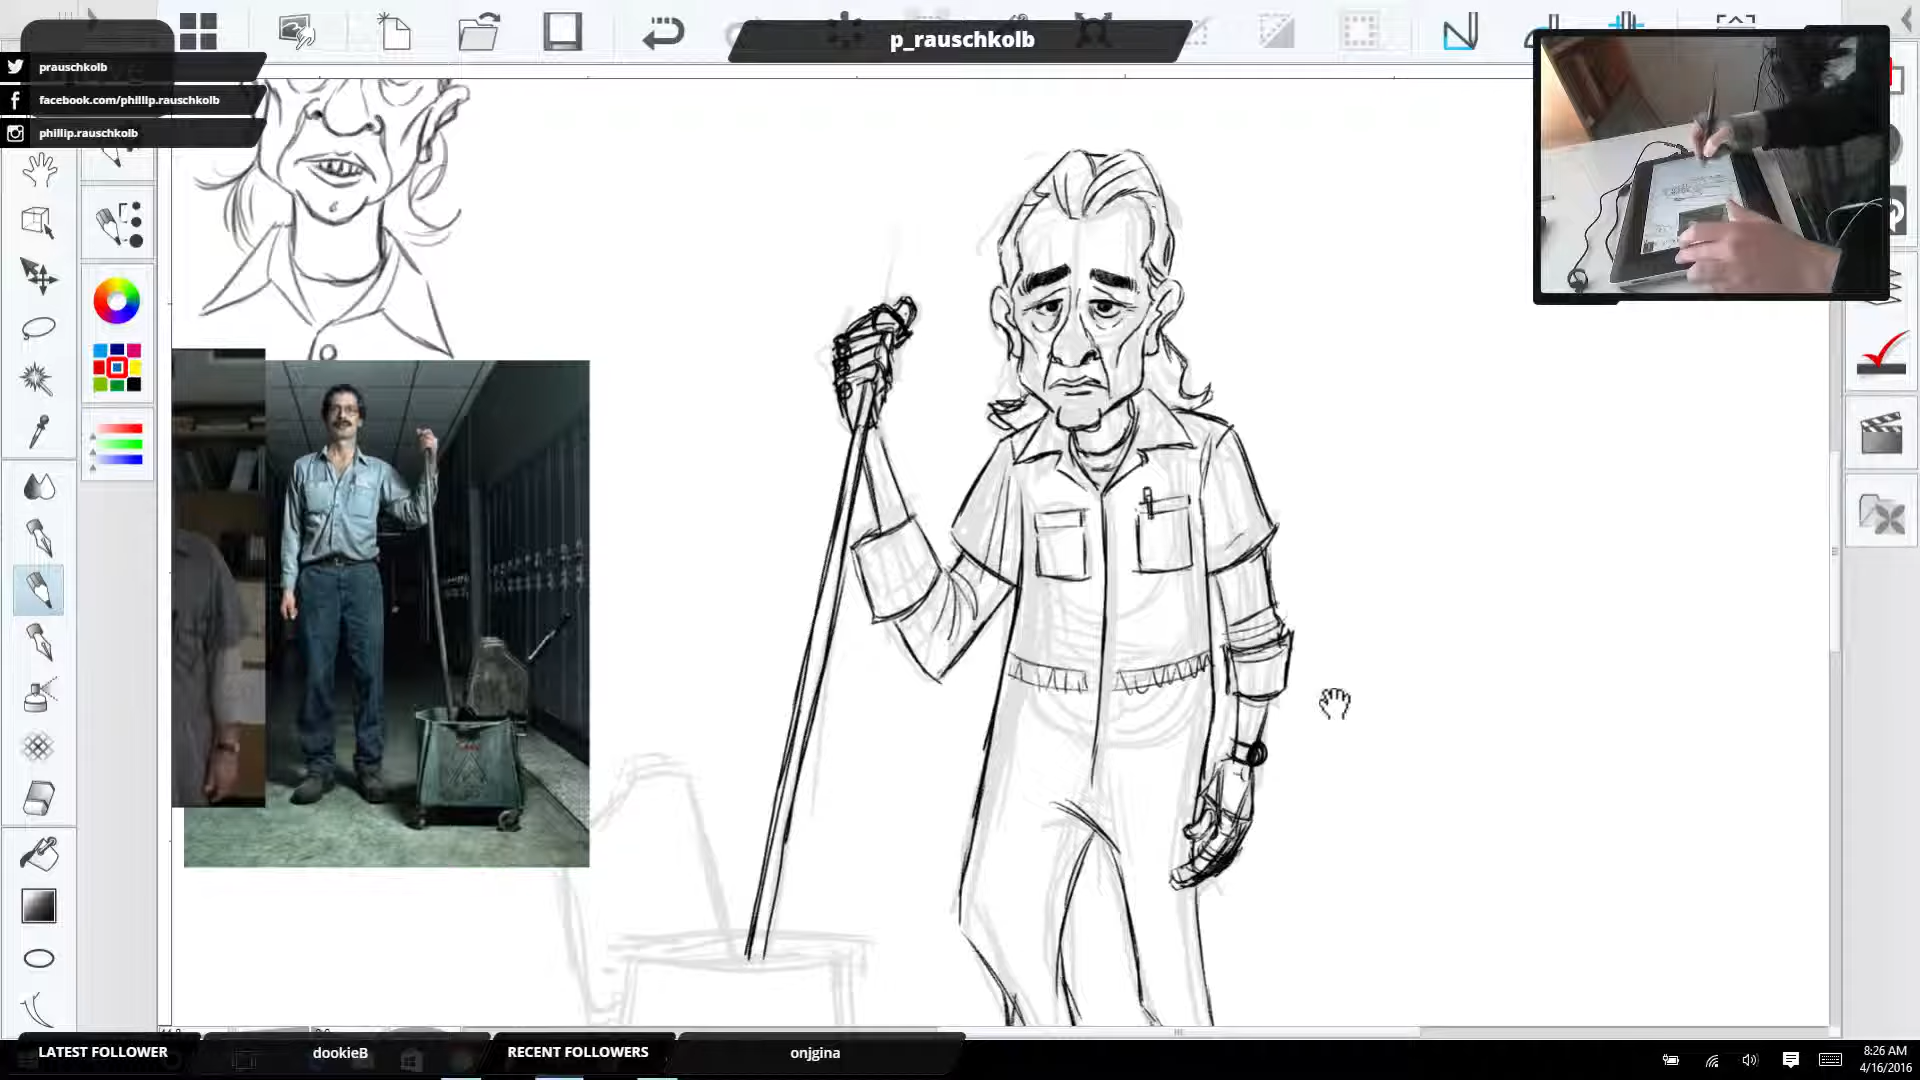 p_rauschkolb
prauschkolb
facebook.com/phillip.rauschkolb
phillip.rauschkolb
LATEST FOLLOWER
dookieB
RECENT FOLLOWERS
onjgina
8:26 AM
4/16/2016